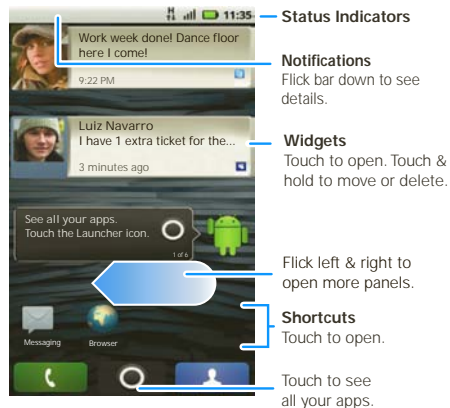 11:35
Status Indicators
Work week done! Dance floor
here I come!
9:22 PM
Notifications
Flick bar down to see
details.
Luiz Navarro
I have 1 extra ticket for the...
3 minutes ago
Widgets
Touch to open. Touch &
hold to move or delete.
See all your apps.
Touch the Launcher icon.
1 of 6
Flick left & right to
open more panels.
Messaging
Browser
Shortcuts
Touch to open.
Touch to see
all your apps.